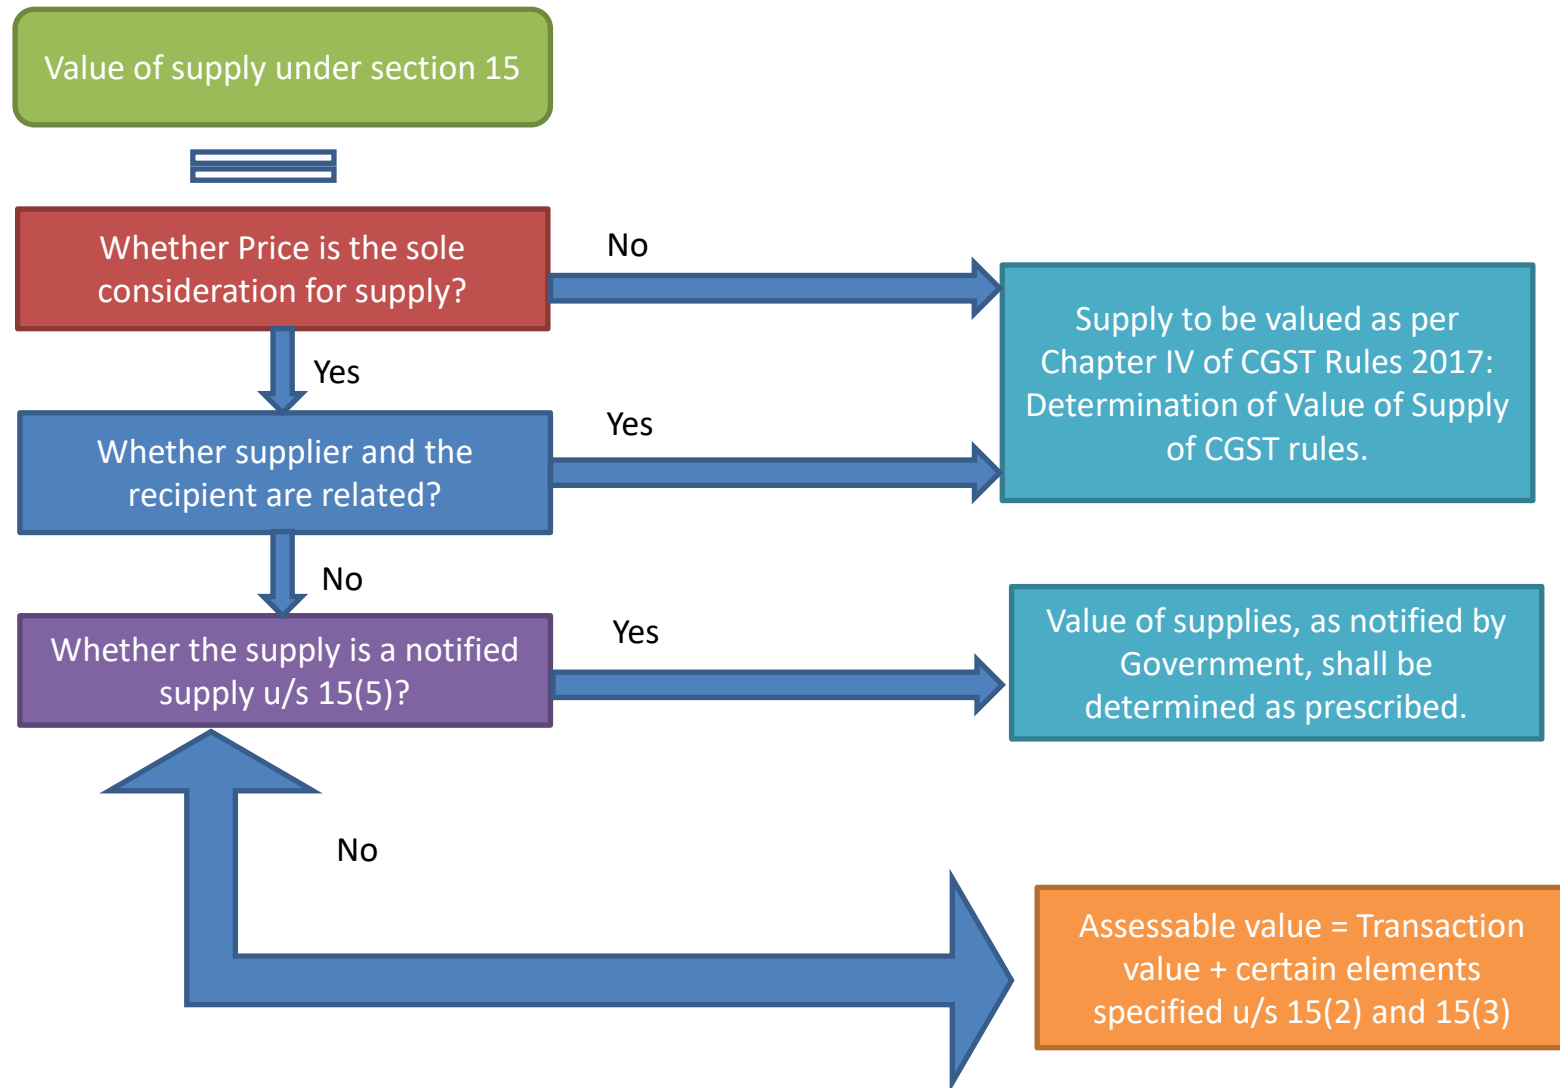 Value of supply under section 15
Whether Price is the sole
consideration for supply?
No
Supply to be valued as per
Chapter IV of CGST Rules 2017:
Determination of Value of Supply
of CGST rules.
Yes
Whether supplier and the
recipient are related?
Yes
No
Whether the supply is a notified
supply u/s 15(5)?
Yes
Value of supplies, as notified by
Government, shall be
determined as prescribed.
No
Assessable value = Transaction
value + certain elements
specified u/s 15(2) and 15(3)